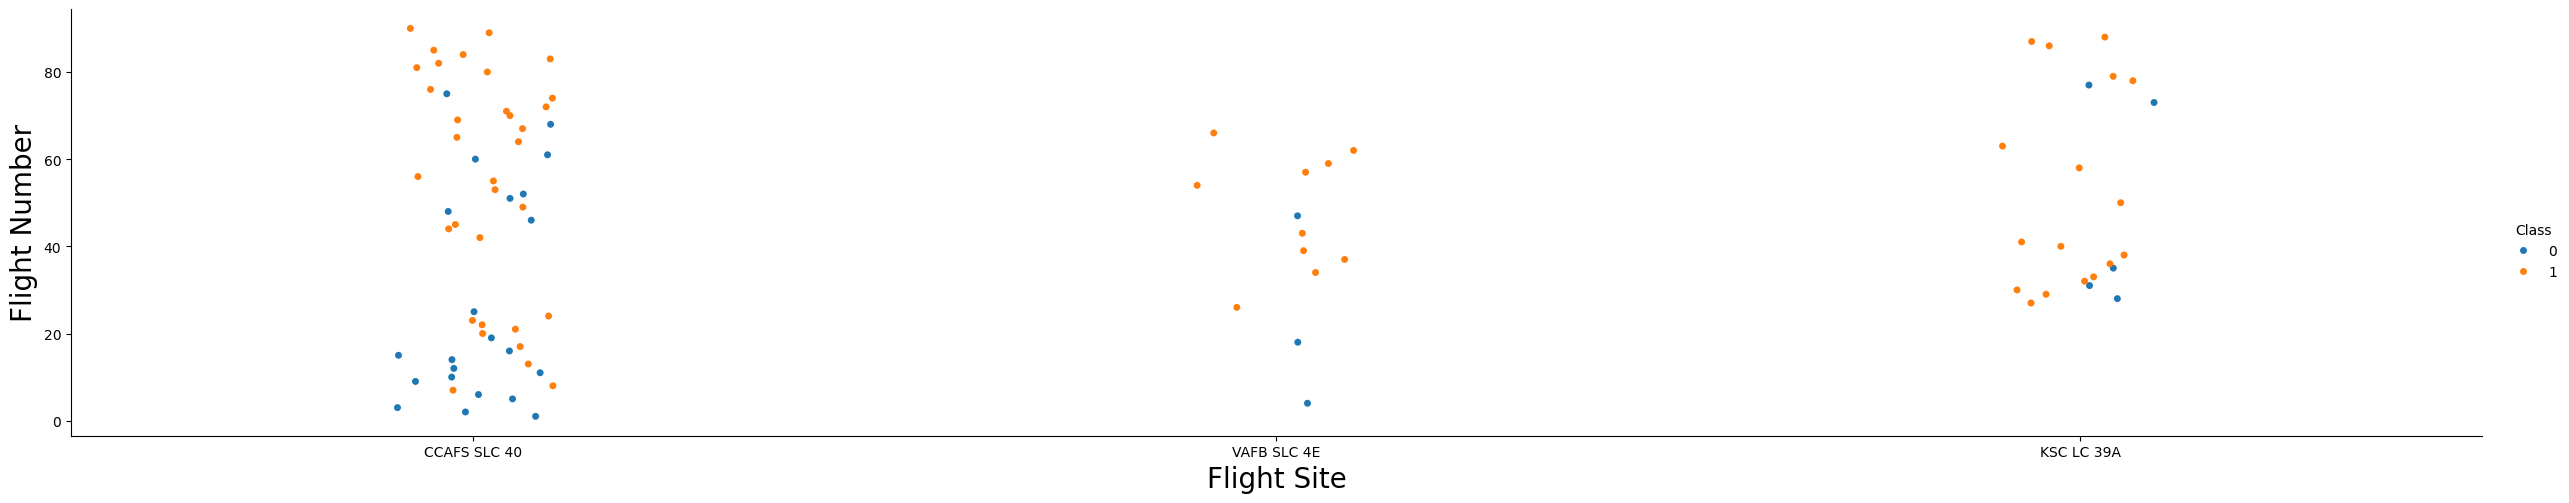 Flight Number
80
60
40
20
0
CCAFS SLC 40
VAFB SLC 4E
KSC LC 39A
Flight Site
Class
0
1